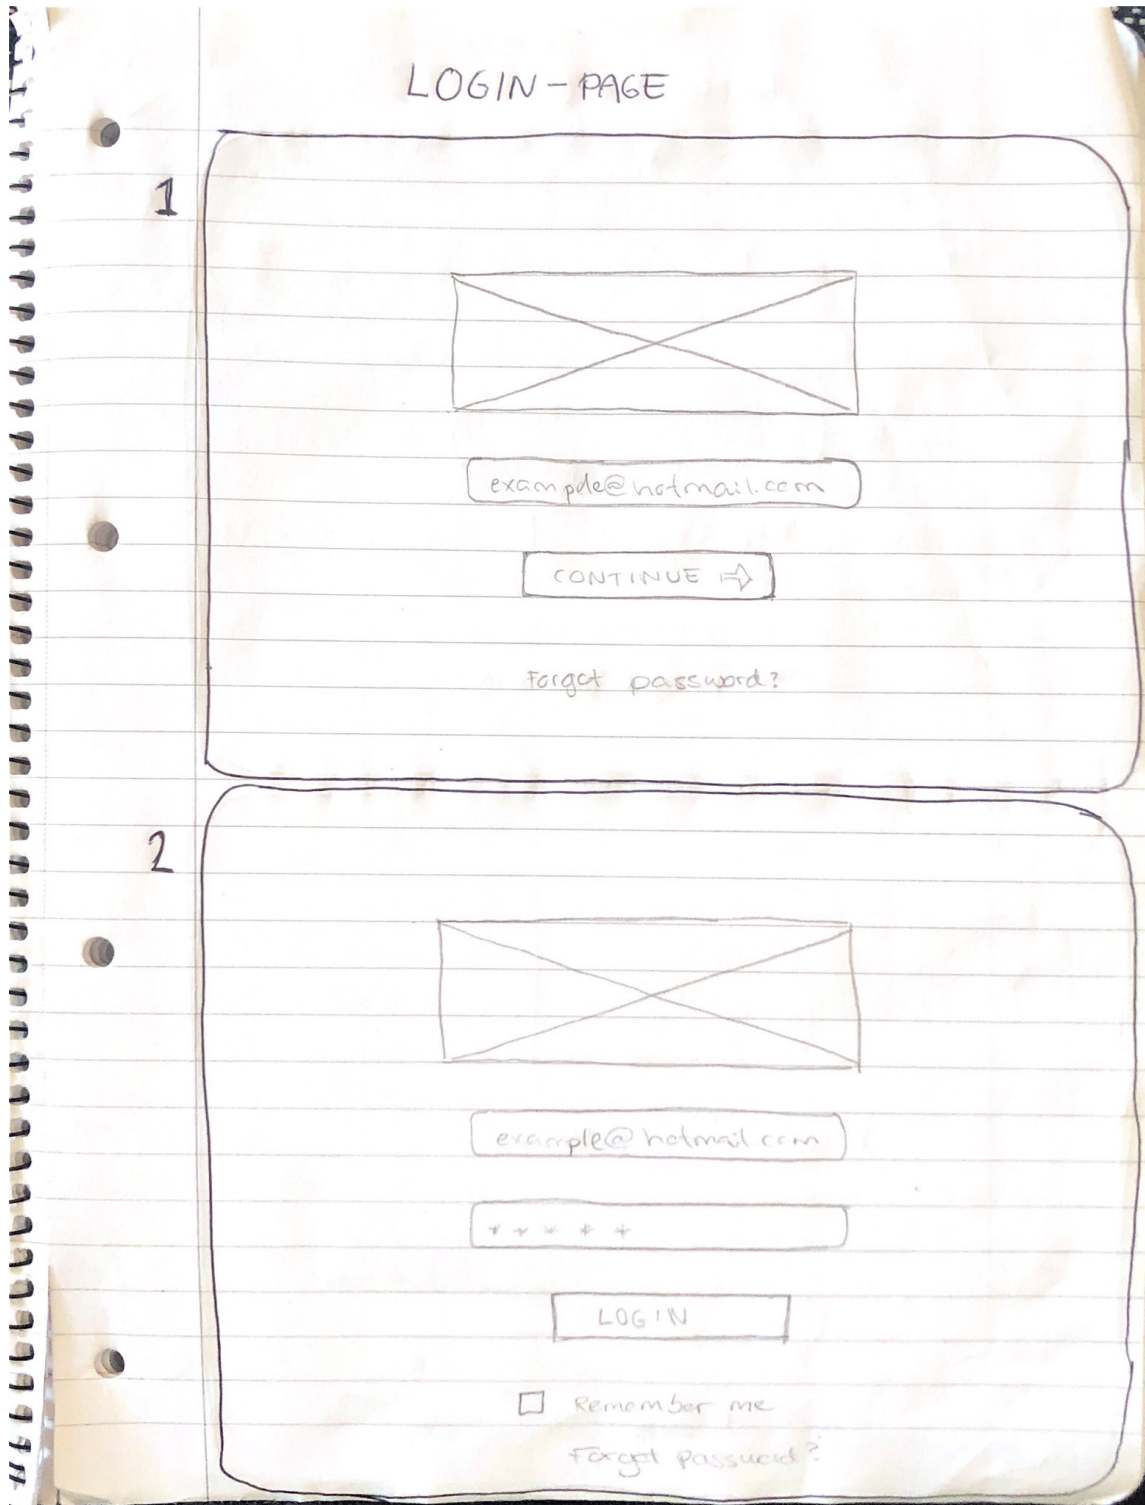 LOGIN-PAGE
1
example@hotmail.com
CONTINUE ⇨
Forgot password?
2
example@hotmail.com
* * * * *
LOGIN
Remember me
Forgot password?